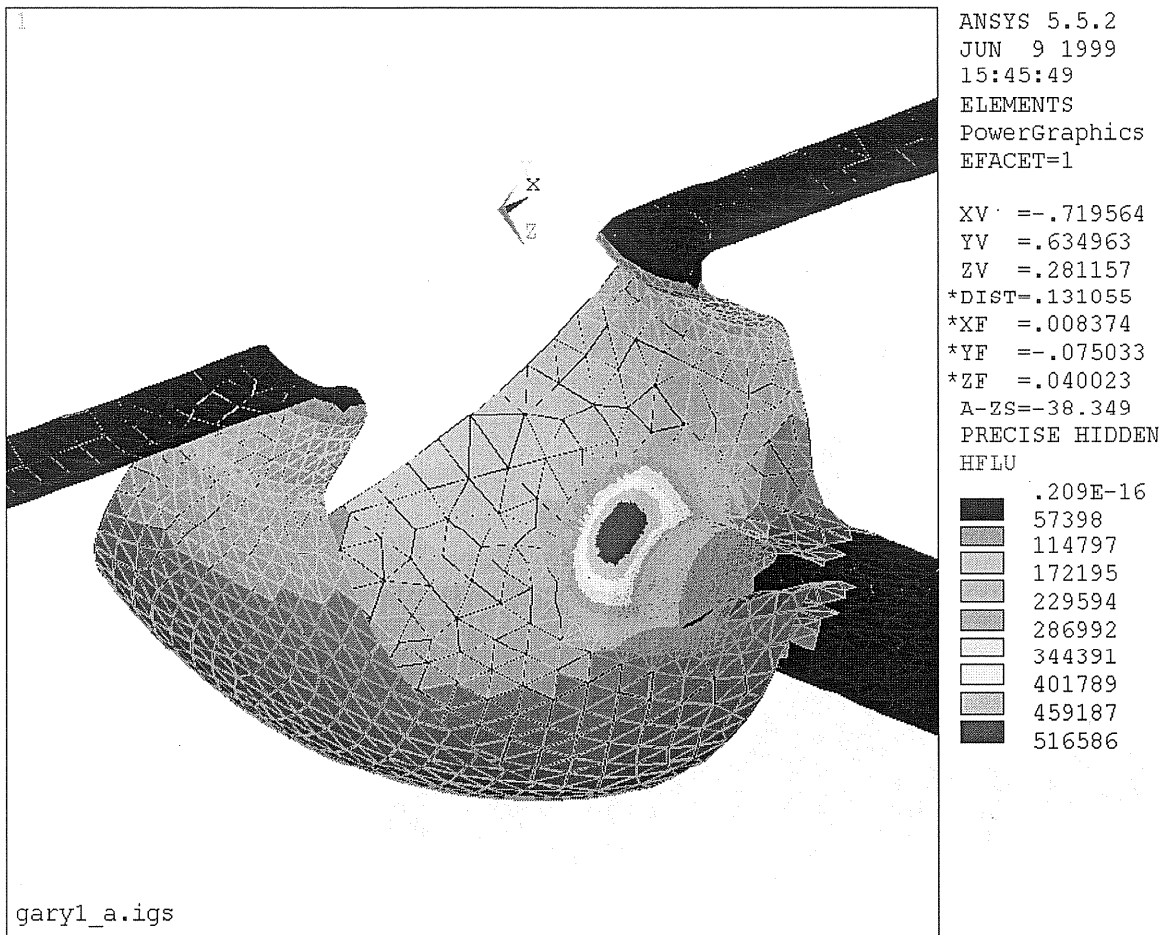 1
ANSYS 5.5.2
JUN 9 1999
15:45:49
ELEMENTS
PowerGraphics
EFACET=1
XV =-.719564
YV =.634963
ZV =.281157
*DIST=.131055
*XF =.008374
*YF =-.075033
*ZF =.040023
A-ZS=-38.349
PRECISE HIDDEN
HFLU
.209E-16
57398
114797
172195
229594
286992
344391
401789
459187
516586
X
Z
gary1_a.igs